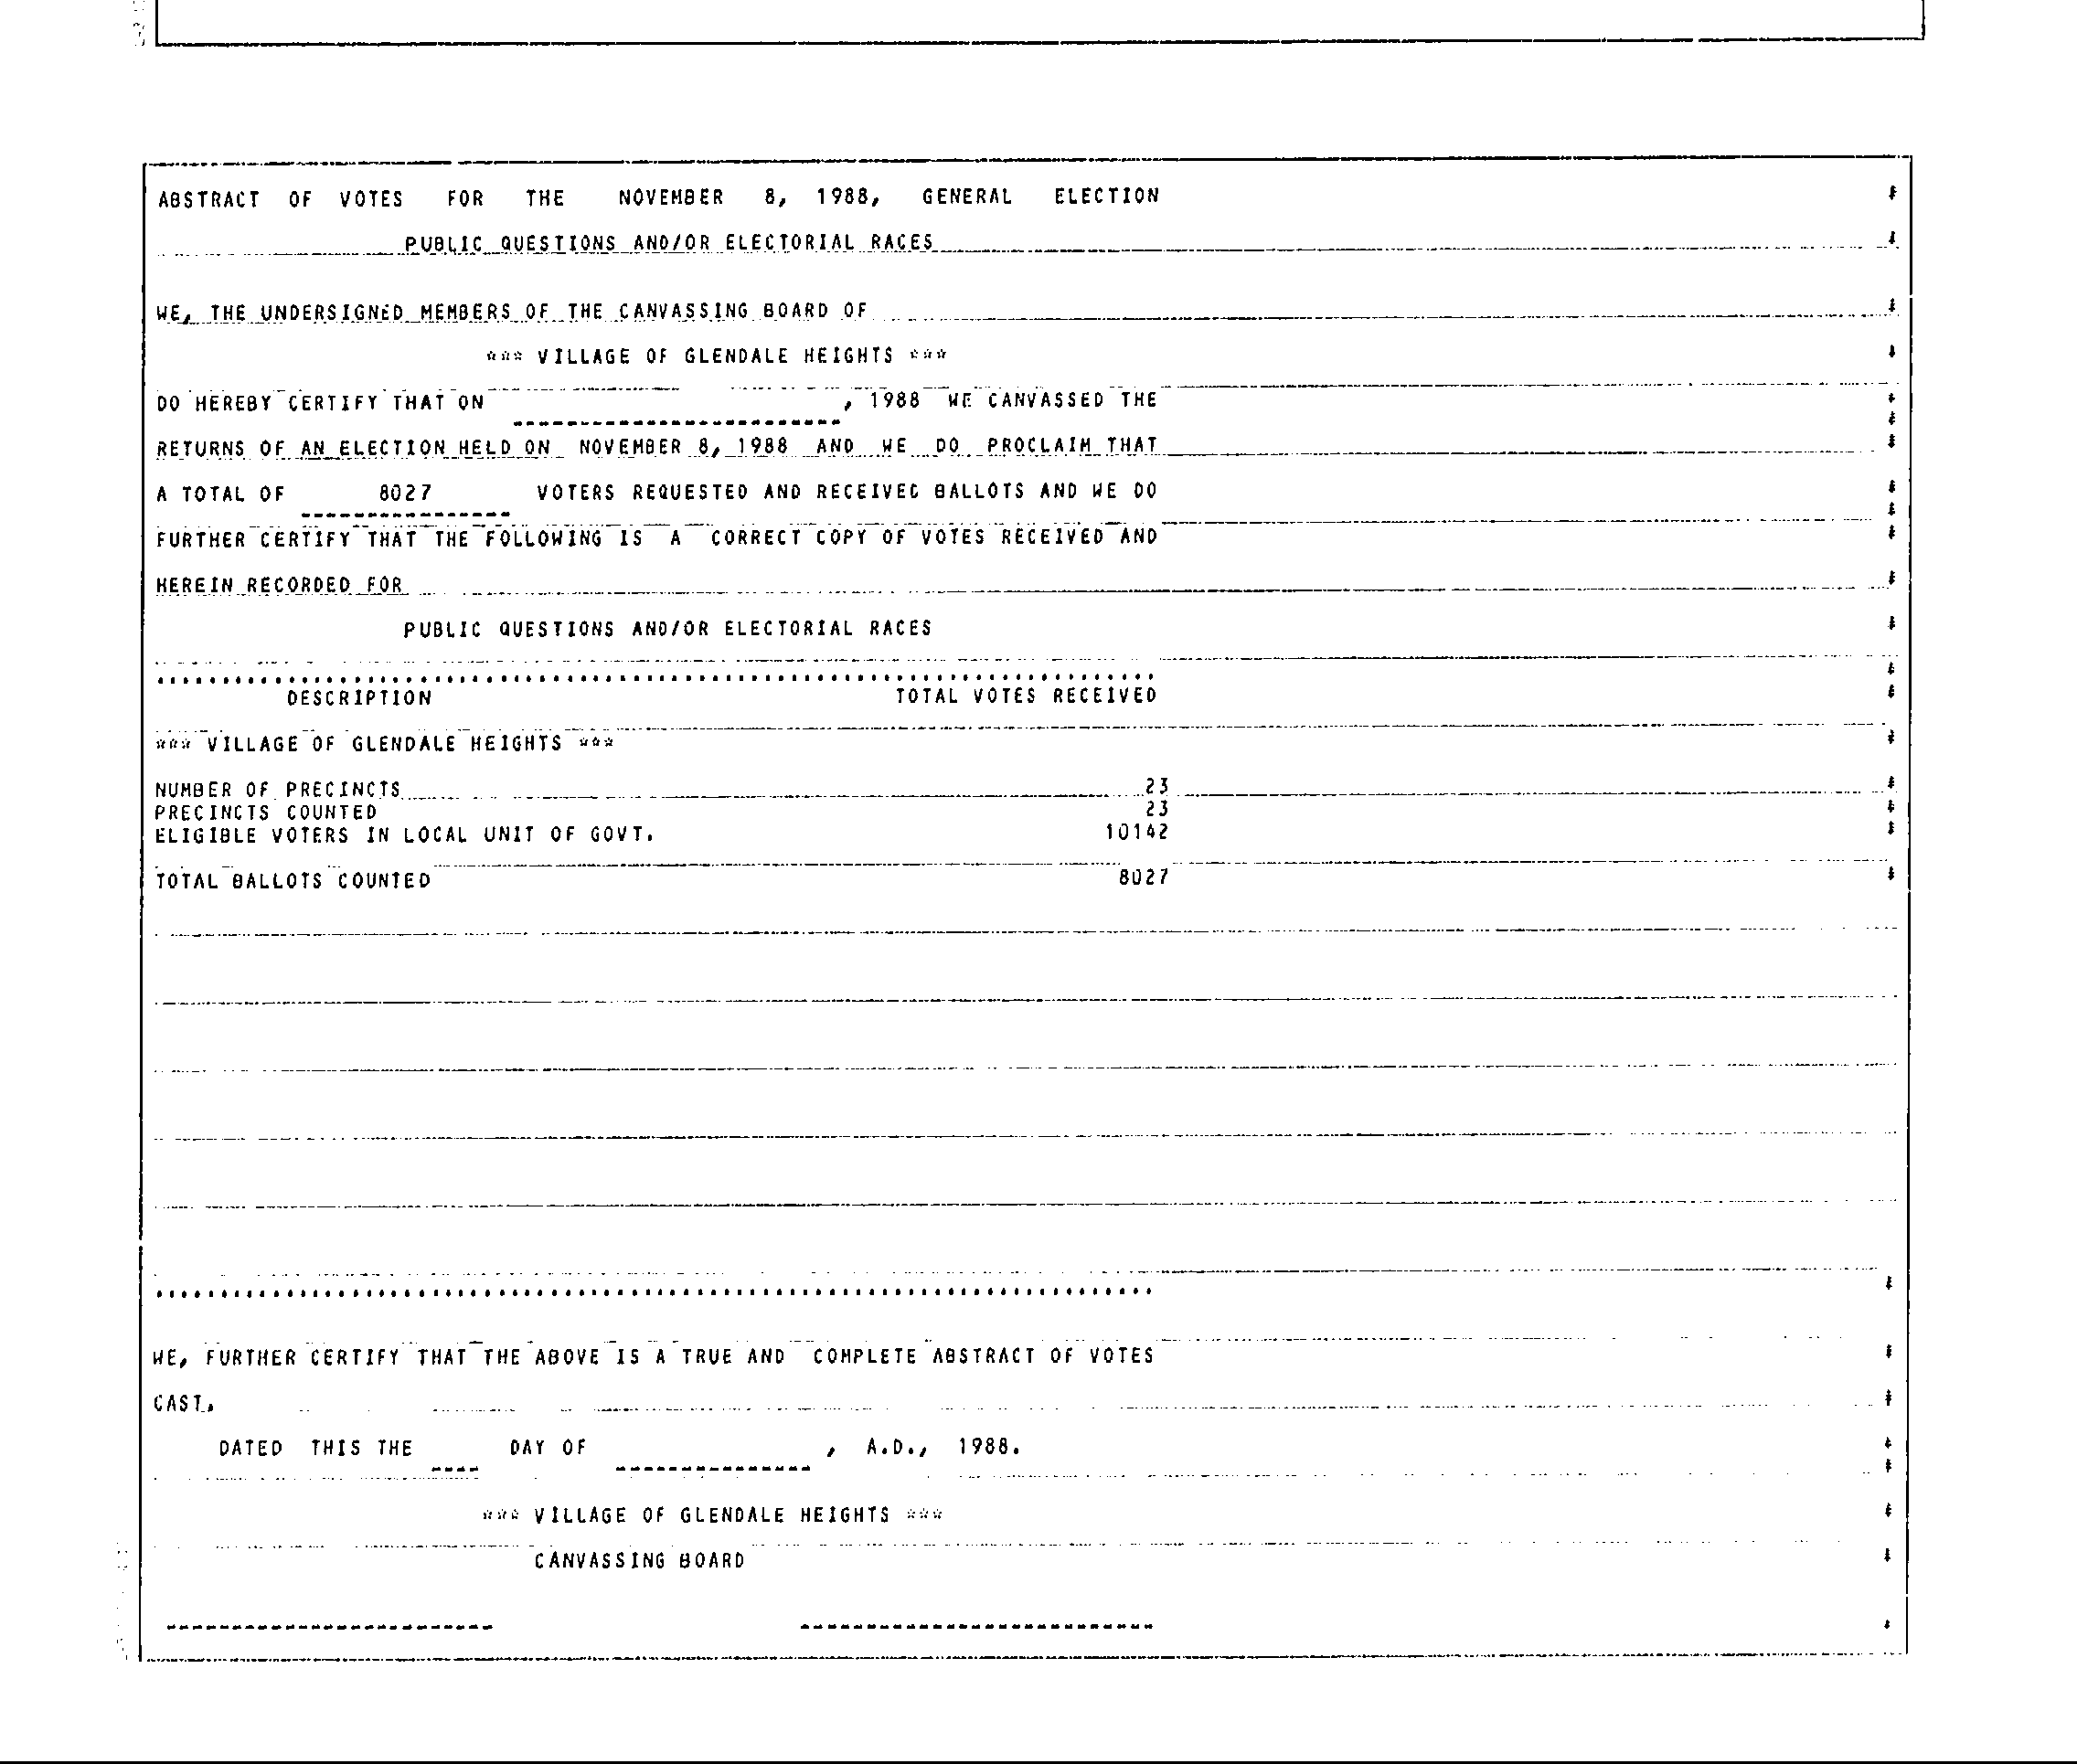 ABSTRACT OF VOTES FOR THE NOVEMBER 8, 1988, GENERAL ELECTION
PUBLIC QUESTIONS AND/OR ELECTORIAL RACES
WE, THE UNDERSIGNED MEMBERS OF THE CANVASSING BOARD OF
*** VILLAGE OF GLENDALE HEIGHTS ***
DO HEREBY CERTIFY THAT ON , 1988 WE CANVASSED THE
RETURNS OF AN ELECTION HELD ON NOVEMBER 8, 1988 AND WE DO PROCLAIM THAT
A TOTAL OF 8027 VOTERS REQUESTED AND RECEIVED BALLOTS AND WE DO
FURTHER CERTIFY THAT THE FOLLOWING IS A CORRECT COPY OF VOTES RECEIVED AND
HEREIN RECORDED FOR
PUBLIC QUESTIONS AND/OR ELECTORIAL RACES
DESCRIPTION TOTAL VOTES RECEIVED
*** VILLAGE OF GLENDALE HEIGHTS ***
NUMBER OF PRECINCTS 23
PRECINCTS COUNTED 23
ELIGIBLE VOTERS IN LOCAL UNIT OF GOVT. 10142
TOTAL BALLOTS COUNTED 8027
WE, FURTHER CERTIFY THAT THE ABOVE IS A TRUE AND COMPLETE ABSTRACT OF VOTES
CAST.
DATED THIS THE ____ DAY OF _______________ , A.D., 1988.
*** VILLAGE OF GLENDALE HEIGHTS ***
CANVASSING BOARD